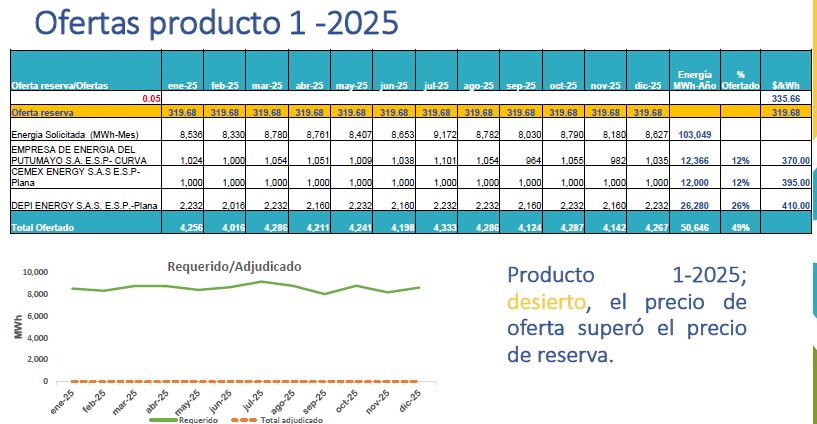 Ofertas producto 1 -2025
Oferta reserva/Ofertas ene-25 feb-25 mar-25 abr-25 may-25 jun-25 jul-25 ago-25 sep-25 oct-25 nov-25 dic-25 Energía MWh-Año % Ofertado $/kWh
0.05 335.66
Oferta reserva 319.68 319.68 319.68 319.68 319.68 319.68 319.68 319.68 319.68 319.68 319.68 319.68 319.68
Energia Solicitada (MWh-Mes) 8,536 8,330 8,780 8,761 8,407 8,653 9,172 8,782 8,030 8,790 8,180 8,627 103,049
EMPRESA DE ENERGIA DEL
PUTUMAYO S.A. E.S.P- CURVA 1,024 1,000 1,054 1,051 1,009 1,038 1,101 1,054 964 1,055 982 1,035 12,366 12% 370.00
CEMEX ENERGY S.A.S E.S.P-
Plana 1,000 1,000 1,000 1,000 1,000 1,000 1,000 1,000 1,000 1,000 1,000 1,000 12,000 12% 395.00
DEPI ENERGY S.A.S. E.S.P.-Plana 2,232 2,016 2,232 2,160 2,232 2,160 2,232 2,232 2,160 2,232 2,160 2,232 26,280 26% 410.00
Total Ofertado 4,256 4,016 4,286 4,211 4,241 4,198 4,333 4,286 4,124 4,287 4,142 4,267 50,646 49%
Requerido/Adjudicado
10,000
8,000
6,000
4,000
2,000
0
MWh
ene-25 feb-25 mar-25 abr-25 may-25 jun-25 jul-25 ago-25 sep-25 oct-25 nov-25 dic-25
Requerido Total adjudicado
Producto 1-2025;
desierto, el precio de
oferta superó el precio
de reserva.